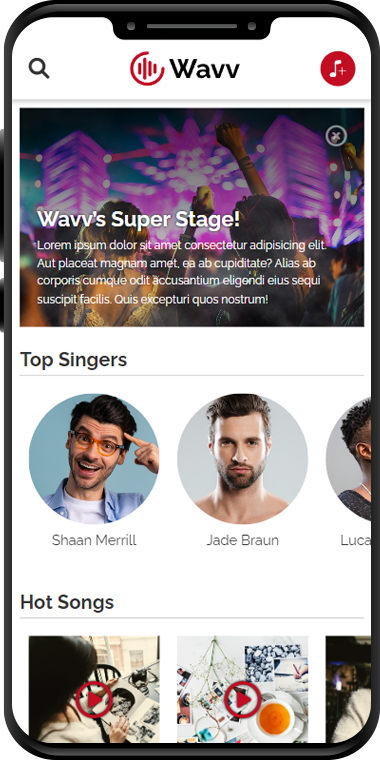 Wavv
Wavv's Super Stage!
Lorem ipsum dolor sit amet consectetur adipisicing elit.
Aut placeat magnam amet, ea ab cupiditate? Alias ab
corporis cumque odit accusantium eligendi eius sequi
suscipit facilis. Quis excepturi quos nostrum!
Top Singers
Shaan Merrill
Jade Braun
Luca
Hot Songs